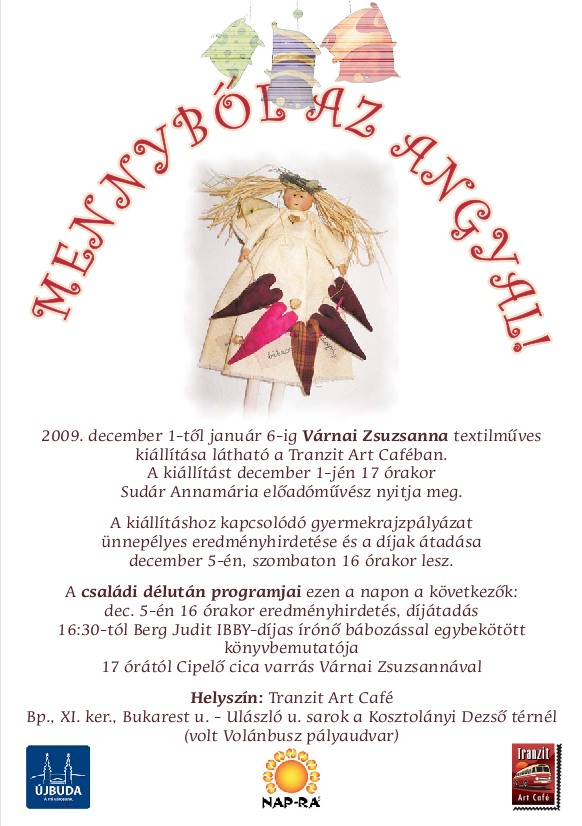 MENNYBŐL AZ ANGYAL!
2009. december 1-től január 6-ig Várnai Zsuzsanna textilműves
kiállítása látható a Tranzit Art Caféban.
A kiállítást december 1-jén 17 órakor
Sudár Annamária előadóművész nyitja meg.
A kiállításhoz kapcsolódó gyermekrajzpályázat
ünnepélyes eredményhirdetése és a díjak átadása
december 5-én, szombaton 16 órakor lesz.
A családi délután programjai ezen a napon a következők:
dec. 5-én 16 órakor eredményhirdetés, díjátadás
16:30-tól Berg Judit IBBY-díjas írónő bábozással egybekötött
könyvbemutatója
17 órától Cipelő cica varrás Várnai Zsuzsannával
Helyszín: Tranzit Art Café
Bp., XI. ker., Bukarest u. - Ulászló u. sarok a Kosztolányi Dezső térnél
(volt Volánbusz pályaudvar)
ÚJBUDA
A mi városunk.
NAP-RA
Tranzit
Art Café